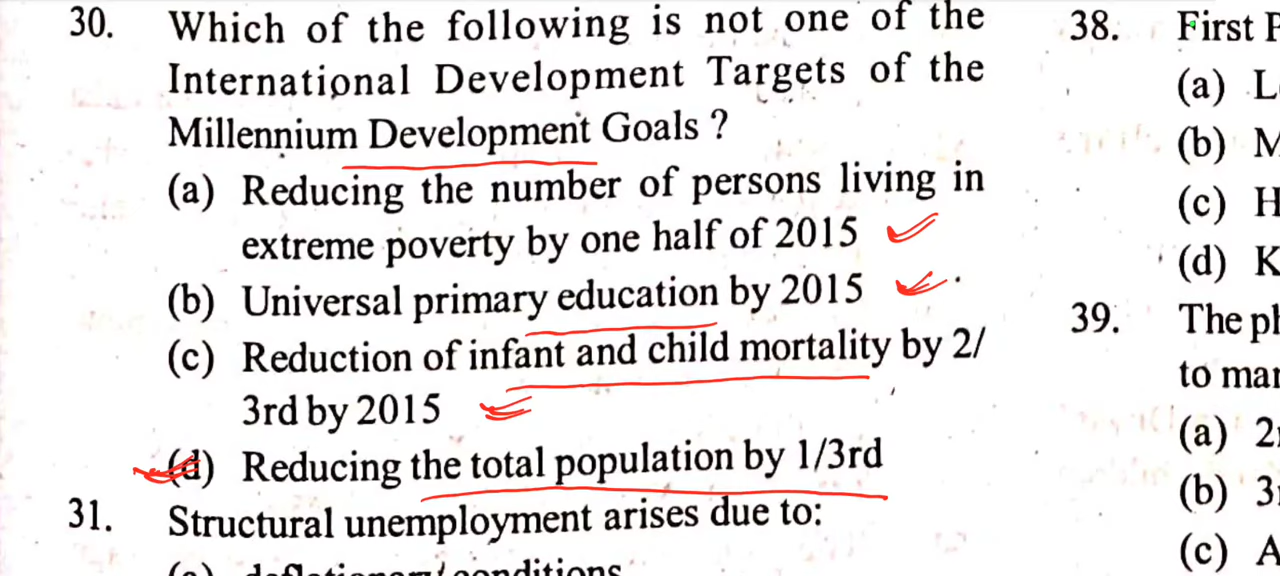 30. Which of the following is not one of the
International Development Targets of the
Millennium Development Goals ?
(a) Reducing the number of persons living in
extreme poverty by one half of 2015
(b) Universal primary education by 2015
(c) Reduction of infant and child mortality by 2/
3rd by 2015
(d) Reducing the total population by 1/3rd
31. Structural unemployment arises due to:
(a) deflationary conditions
38. First
(a)
(b)
(c)
(d)
39. The
to
(a)
(b)
(c)